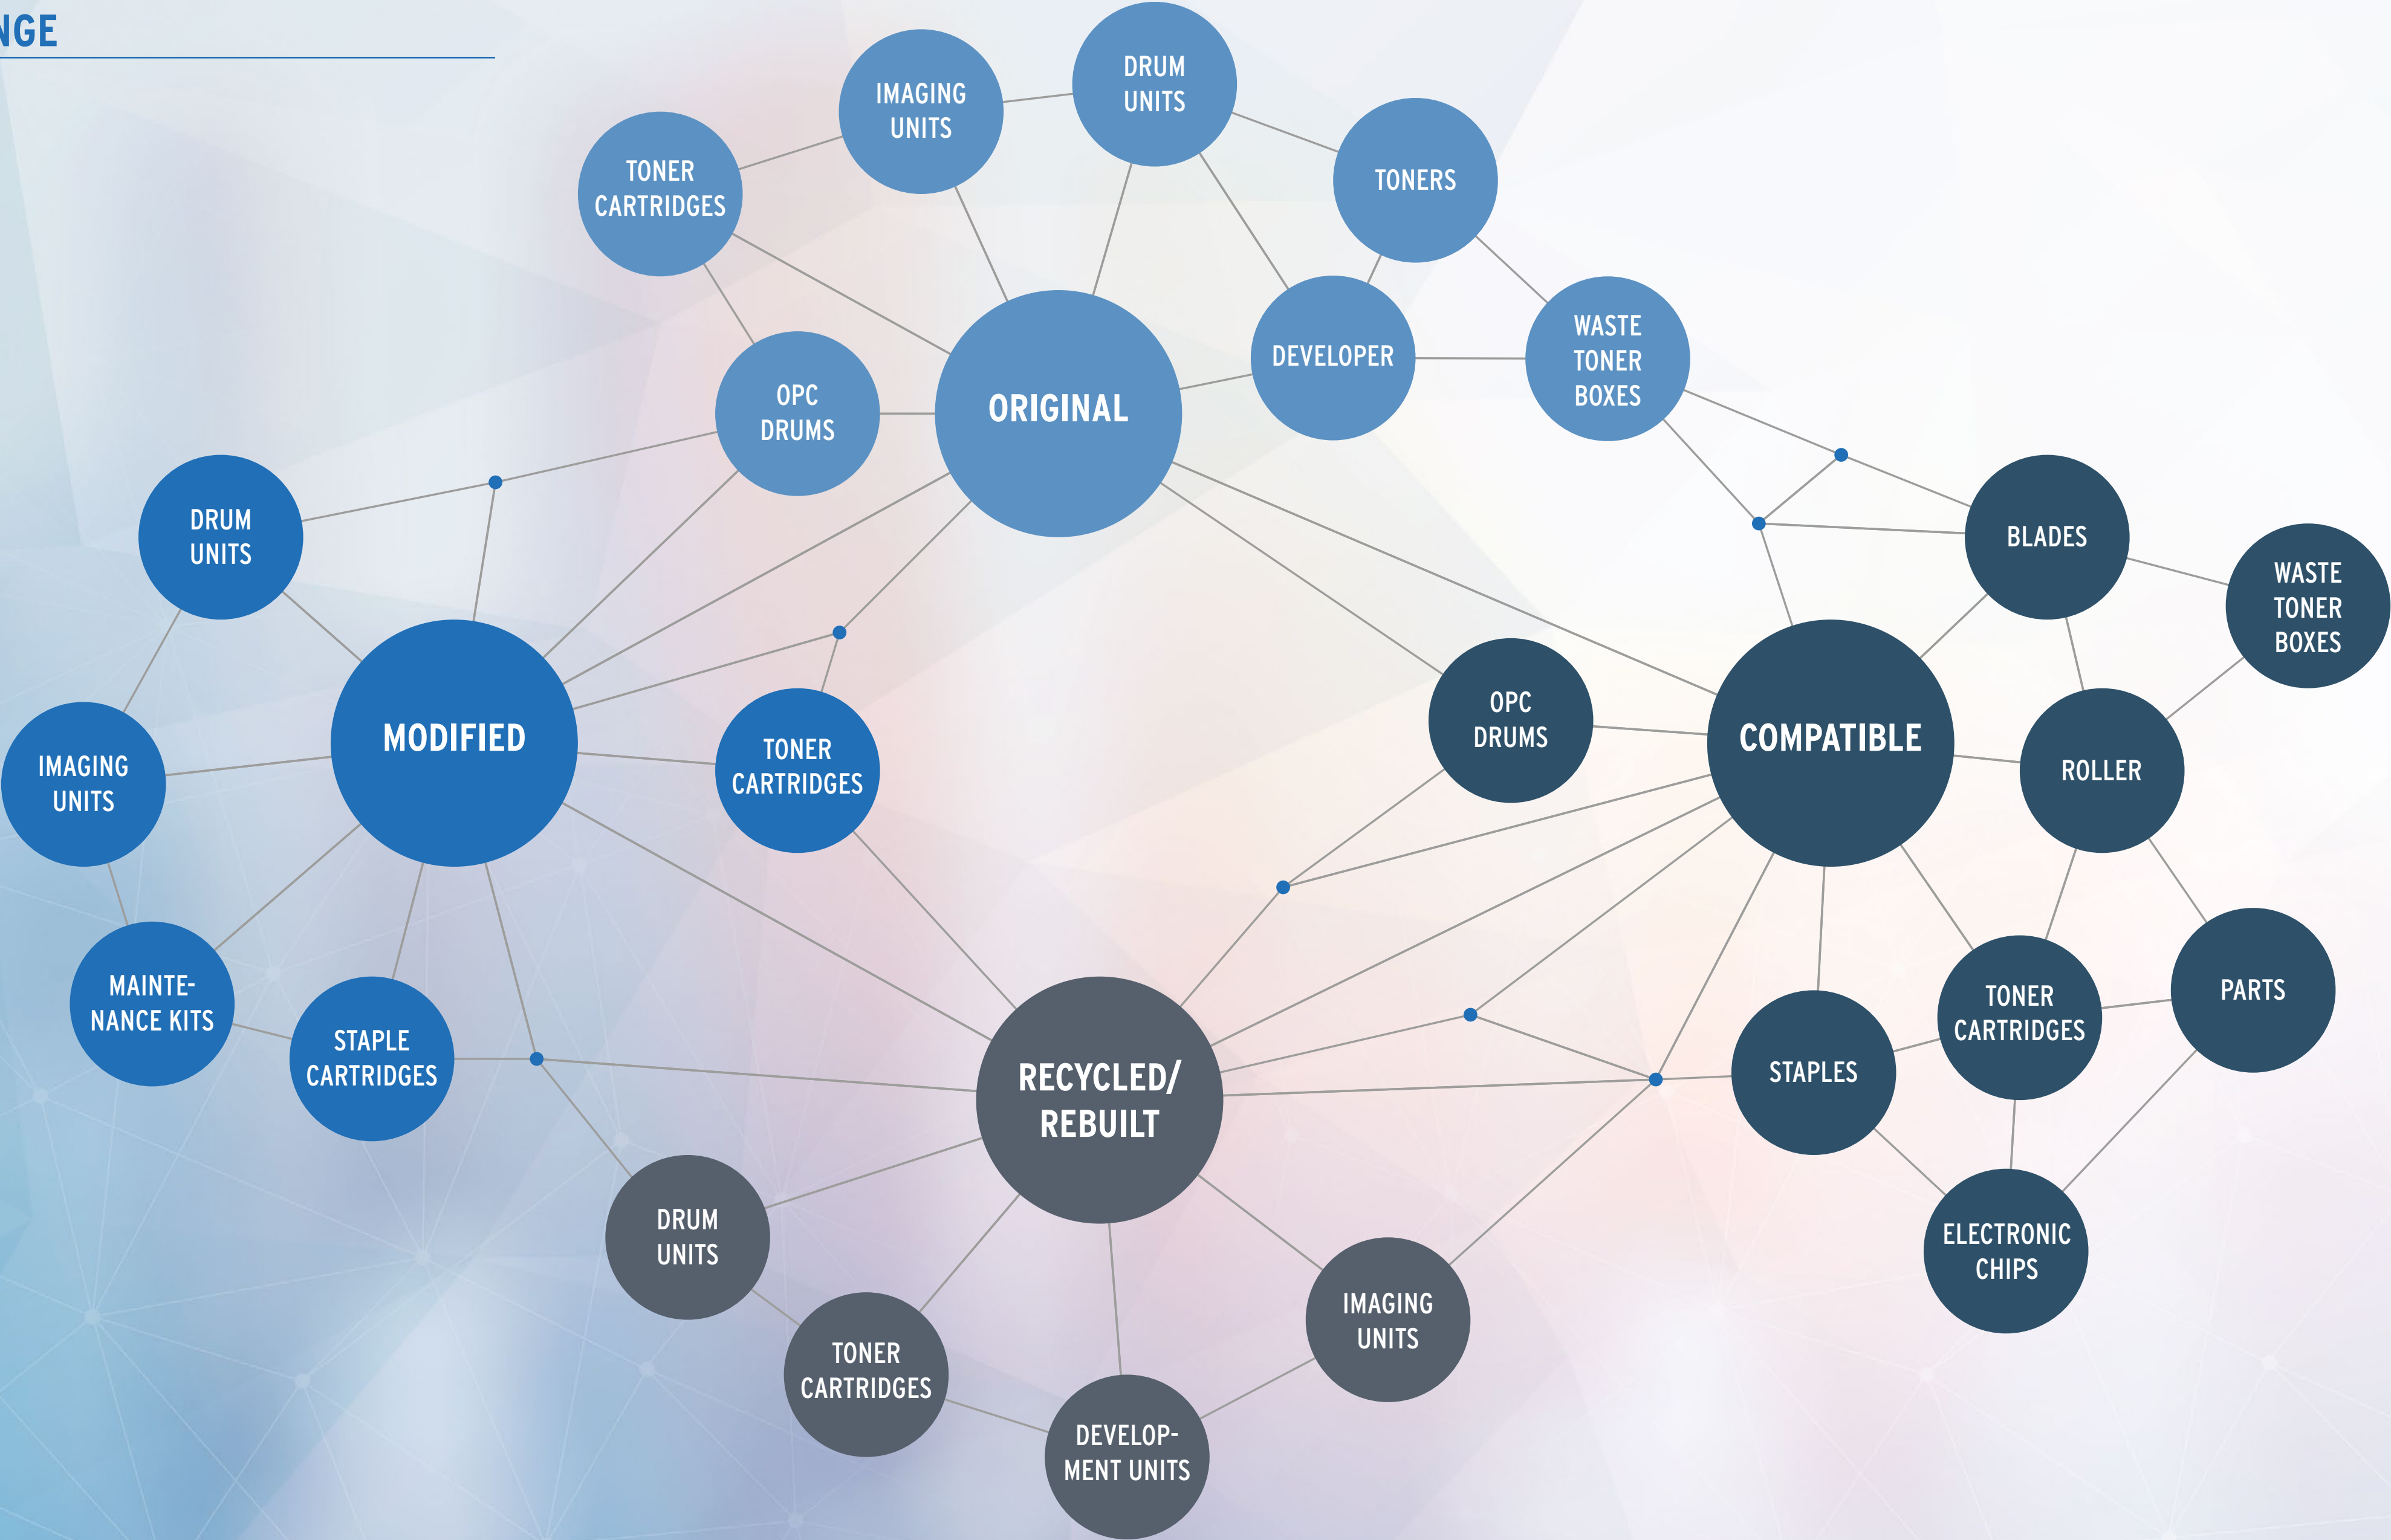 NGE
IMAGING
UNITS
DRUM
UNITS
TONER
CARTRIDGES
TONERS
OPC
DRUMS
ORIGINAL
DEVELOPER
WASTE
TONER
BOXES
DRUM
UNITS
MODIFIED
IMAGING
UNITS
TONER
CARTRIDGES
MAINTE-
NANCE KITS
STAPLE
CARTRIDGES
BLADES
WASTE
TONER
BOXES
OPC
DRUMS
COMPATIBLE
ROLLER
STAPLES
TONER
CARTRIDGES
PARTS
ELECTRONIC
CHIPS
RECYCLED/
REBUILT
DRUM
UNITS
TONER
CARTRIDGES
DEVELOP-
MENT UNITS
IMAGING
UNITS